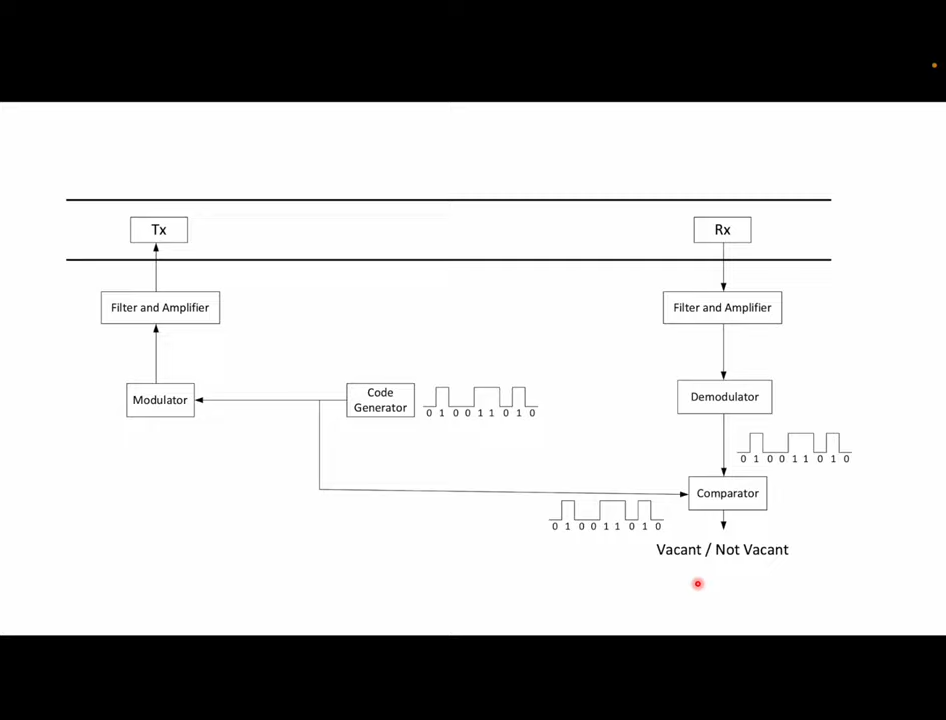 Tx
Rx
Filter and Amplifier
Filter and Amplifier
Modulator
Code
Generator
0 1 0 0 1 1 0 1 0
Demodulator
0 1 0 0 1 1 0 1 0
Comparator
0 1 0 0 1 1 0 1 0
Vacant / Not Vacant